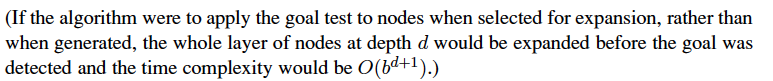 (If the algorithm were to apply the goal test to nodes when selected for expansion, rather than
when generated, the whole layer of nodes at depth d would be expanded before the goal was
detected and the time complexity would be O(b^{d+1}).)